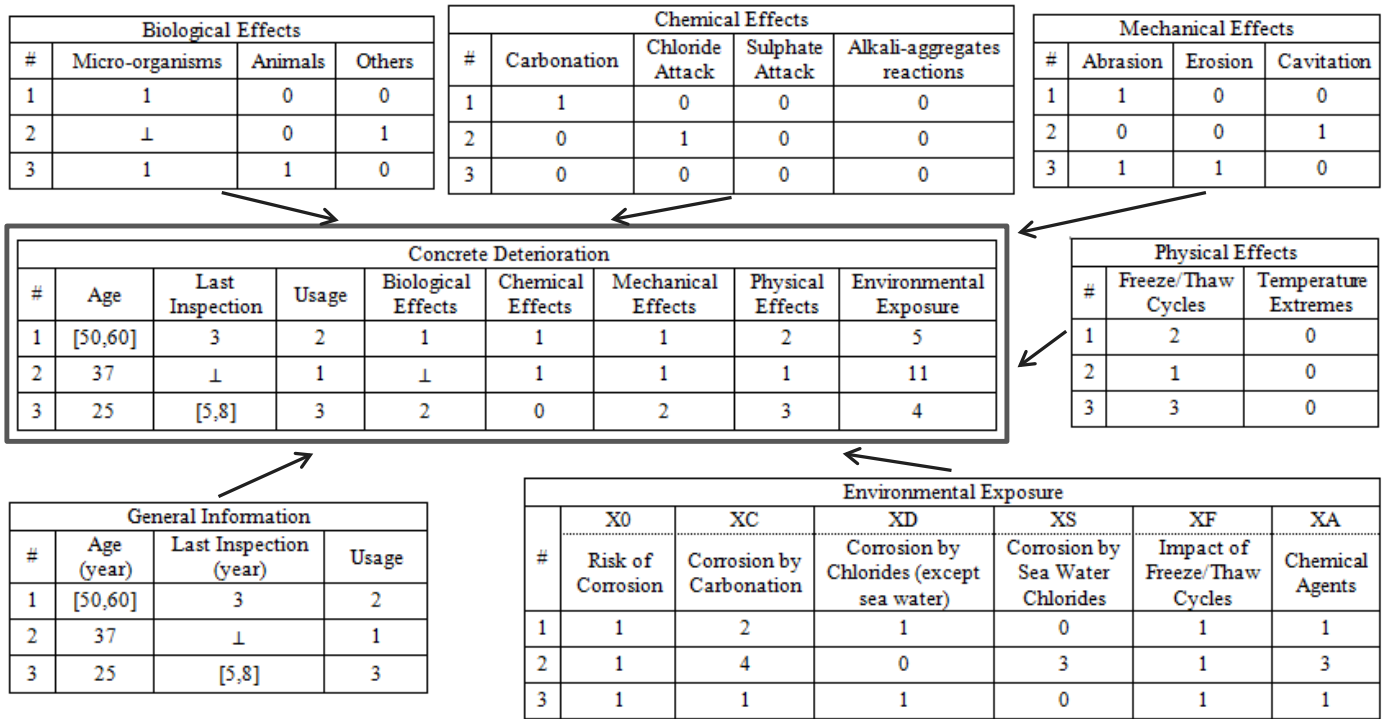 Biological Effects
# Micro-organisms Animals Others
1 1 0 0
2 ⊥ 0 1
3 1 1 0
Chemical Effects
# Carbonation Chloride Attack Sulphate Attack Alkali-aggregates reactions
1 1 0 0 0
2 0 1 0 0
3 0 0 0 0
Mechanical Effects
# Abrasion Erosion Cavitation
1 1 0 0
2 0 0 1
3 1 1 0
Concrete Deterioration
# Age Last Inspection Usage Biological Effects Chemical Effects Mechanical Effects Physical Effects Environmental Exposure
1 [50,60] 3 2 1 1 1 2 5
2 37 ⊥ 1 ⊥ 1 1 1 11
3 25 [5,8] 3 2 0 2 3 4
Physical Effects
# Freeze/Thaw Cycles Temperature Extremes
1 2 0
2 1 0
3 3 0
General Information
# Age (year) Last Inspection (year) Usage
1 [50,60] 3 2
2 37 ⊥ 1
3 25 [5,8] 3
Environmental Exposure
X0 XC XD XS XF XA
# Risk of Corrosion Corrosion by Carbonation Corrosion by Chlorides (except sea water) Corrosion by Sea Water Chlorides Impact of Freeze/Thaw Cycles Chemical Agents
1 1 2 1 0 1 1
2 1 4 0 3 1 3
3 1 1 1 0 1 1